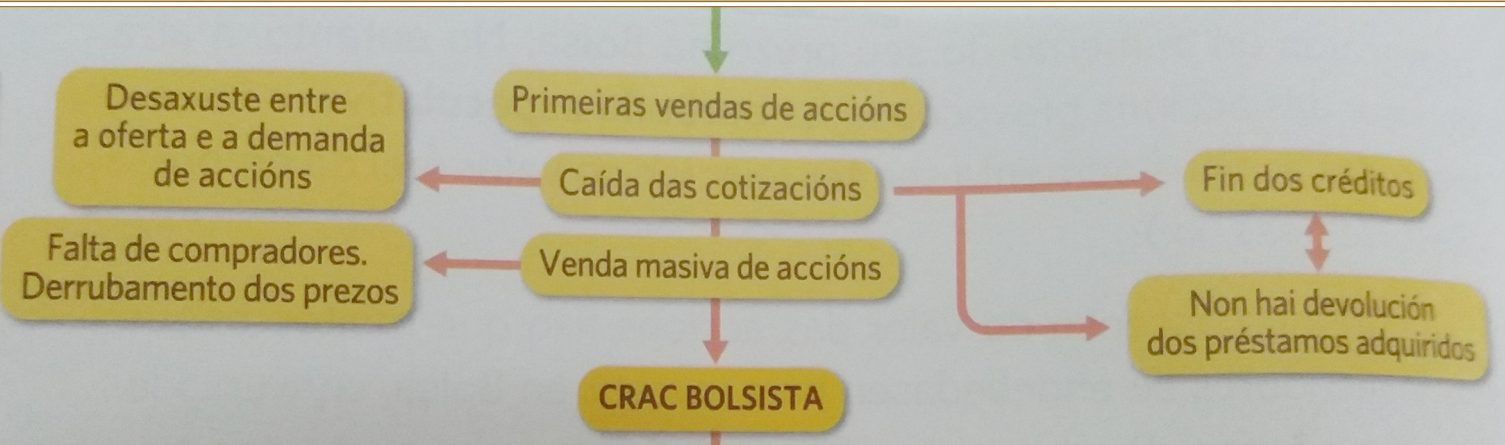 Primeiras vendas de accións
Desaxuste entre
a oferta e a demanda
de accións
Caída das cotizacións
Fin dos créditos
Falta de compradores.
Derrubamento dos prezos
Venda masiva de accións
Non hai devolución
dos préstamos adquiridos
CRAC BOLSISTA